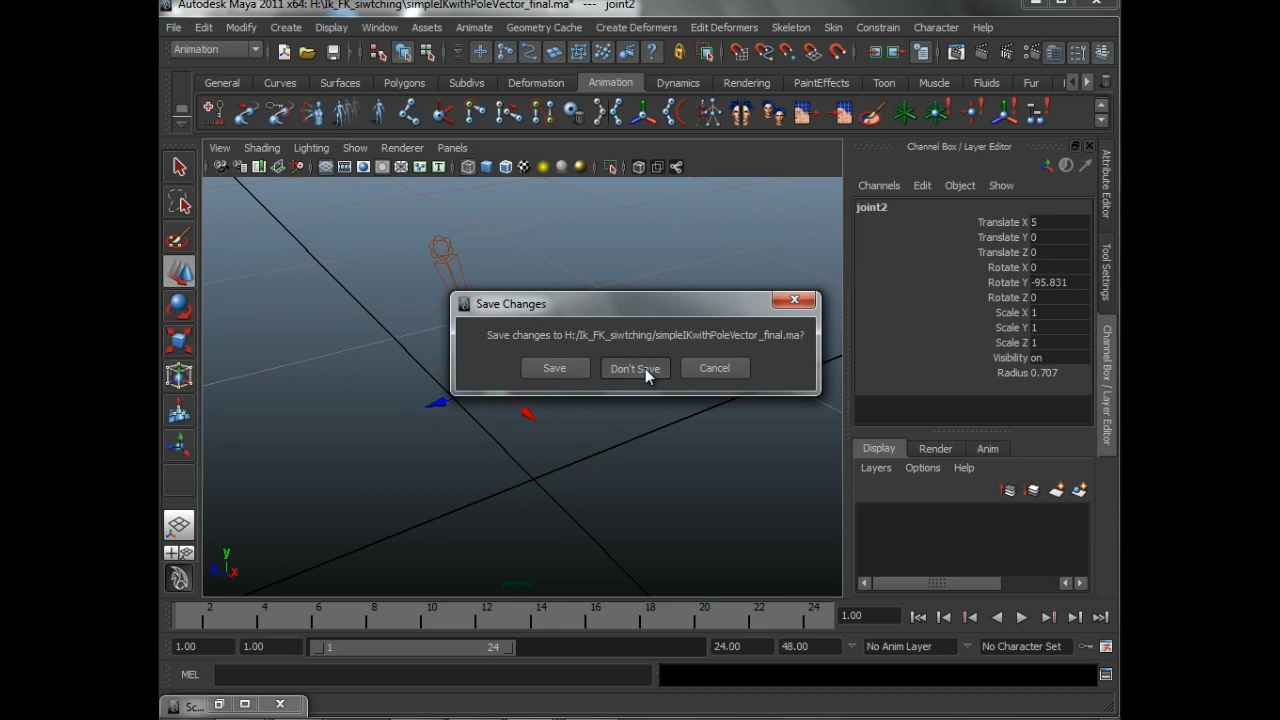 Autodesk Maya 2011 x64: H:\Ik_FK_siwtching\simpleIKwithPoleVector_final.ma* --- joint2
File Edit Modify Create Display Window Assets Animate Geometry Cache Create Deformers Edit Deformers Skeleton Skin Constrain Character Help
Animation
General Curves Surfaces Polygons Subdivs Deformation Animation Dynamics Rendering PaintEffects Toon Muscle Fluids Fur
View Shading Lighting Show Renderer Panels
Channel Box / Layer Editor
Channels Edit Object Show
joint2
Translate X 5
Translate Y 0
Translate Z 0
Rotate X 0
Rotate Y -95.831
Rotate Z 0
Scale X 1
Scale Y 1
Scale Z 1
Visibility on
Radius 0.707
Attribute Editor
Tool Settings
Channel Box / Layer Editor
Save Changes
Save changes to H:/Ik_FK_siwtching/simpleIKwithPoleVector_final.ma?
Save Don't Save Cancel
Display Render Anim
Layers Options Help
y
z x
persp
2 4 6 8 10 12 14 16 18 20 22 24
1.00
1.00 1.00 1 24 24.00 48.00 No Anim Layer No Character Set
MEL
Sc...